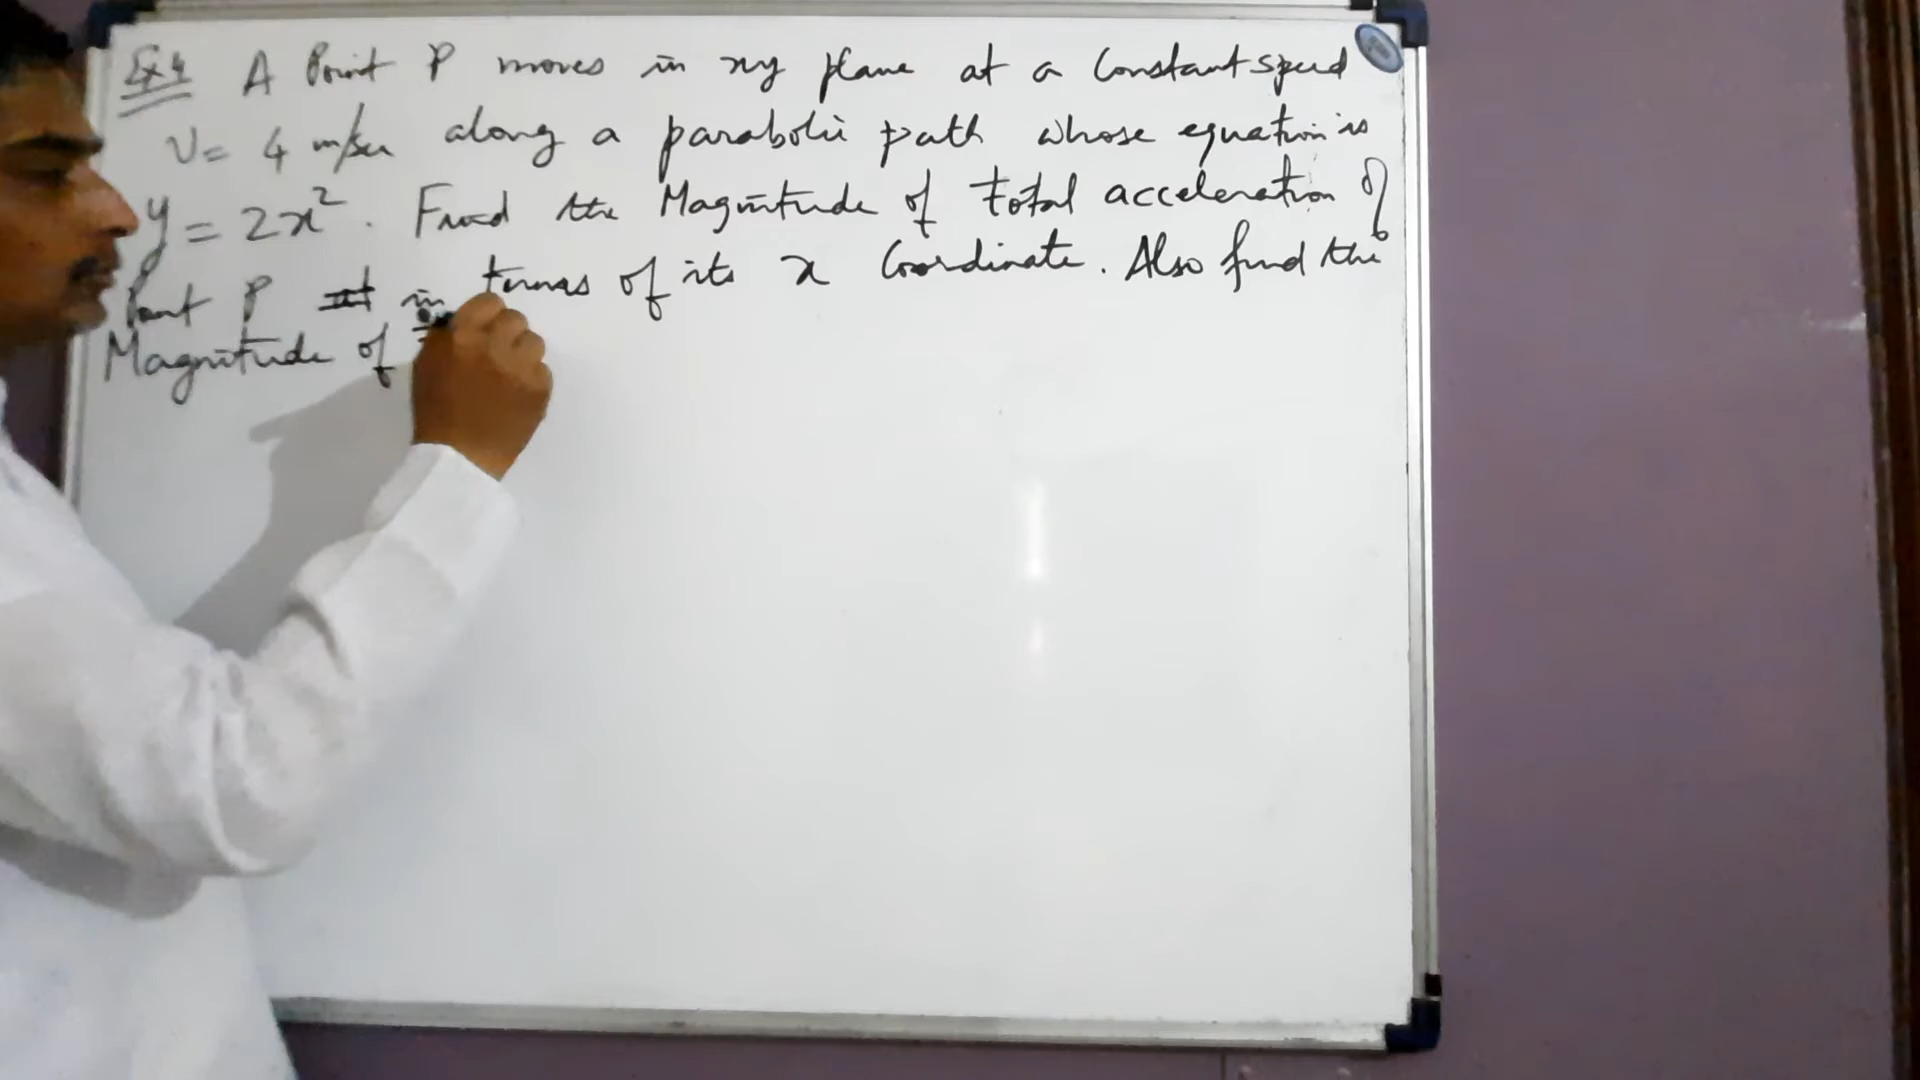 Ex 4 A Point P moves in xy plane at a Constant speed
V = 4 m/sec along a parabolic path whose equation is
y = 2x². Find the Magnitude of total acceleration of
Point P in terms of its x Coordinate. Also find the
Magnitude of